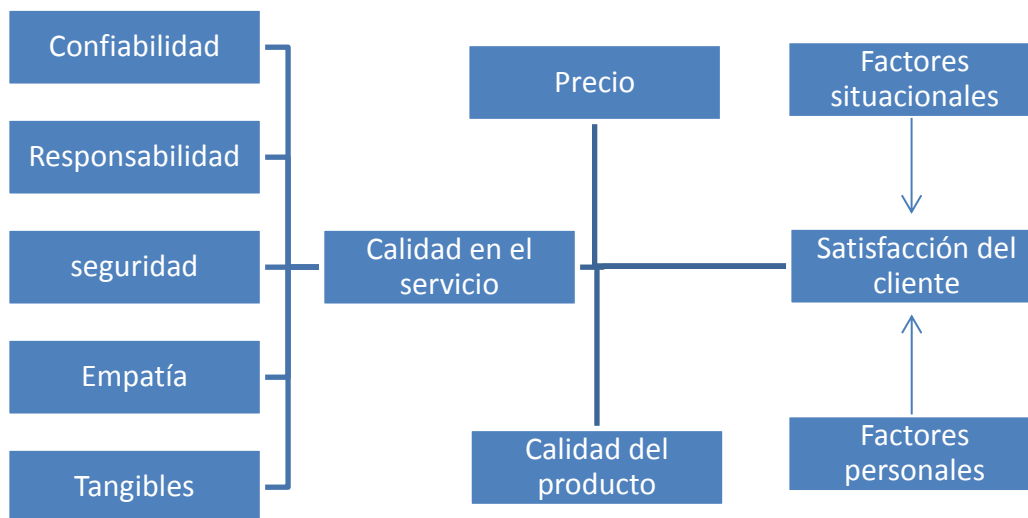 Confiabilidad
Responsabilidad
seguridad
Empatía
Tangibles
Calidad en el
servicio
Precio
Calidad del
producto
Factores
situacionales
Satisfacción del
cliente
Factores
personales